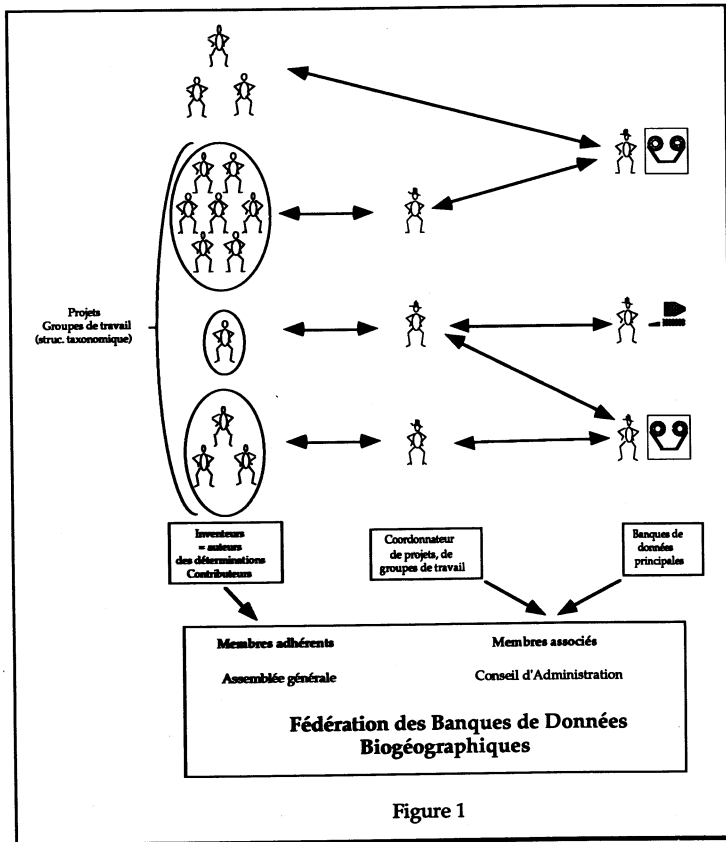 Projets
Groupes de travail
(struc. taxonomique)
Inventeurs
= auteurs
des déterminations
Contributeurs
Coordonnateur
de projets, de
groupes de travail
Banques de
données
principales
Membres adhérents
Membres associés
Assemblée générale
Conseil d'Administration
Fédération des Banques de Données
Biogéographiques
Figure 1